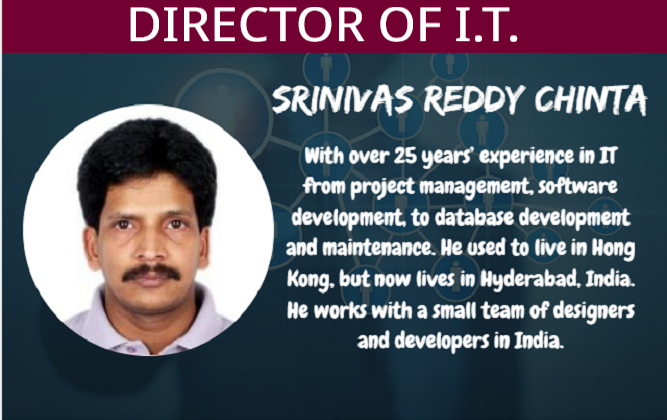 DIRECTOR OF I.T.
SRINIVAS REDDY CHINTA
With over 25 years' experience in IT
from project management, software
development, to database development
and maintenance. He used to live in Hong
Kong, but now lives in Hyderabad, India.
He works with a small team of designers
and developers in India.